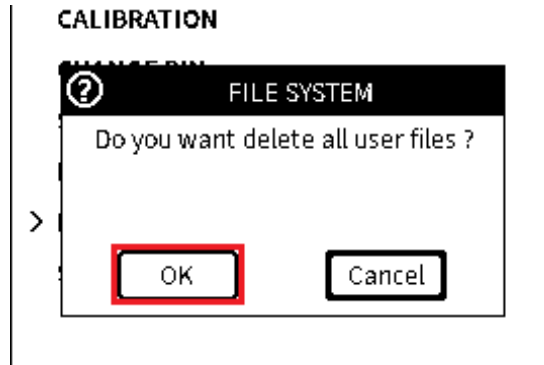 CALIBRATION
FILE SYSTEM
Do you want delete all user files ?
OK
Cancel